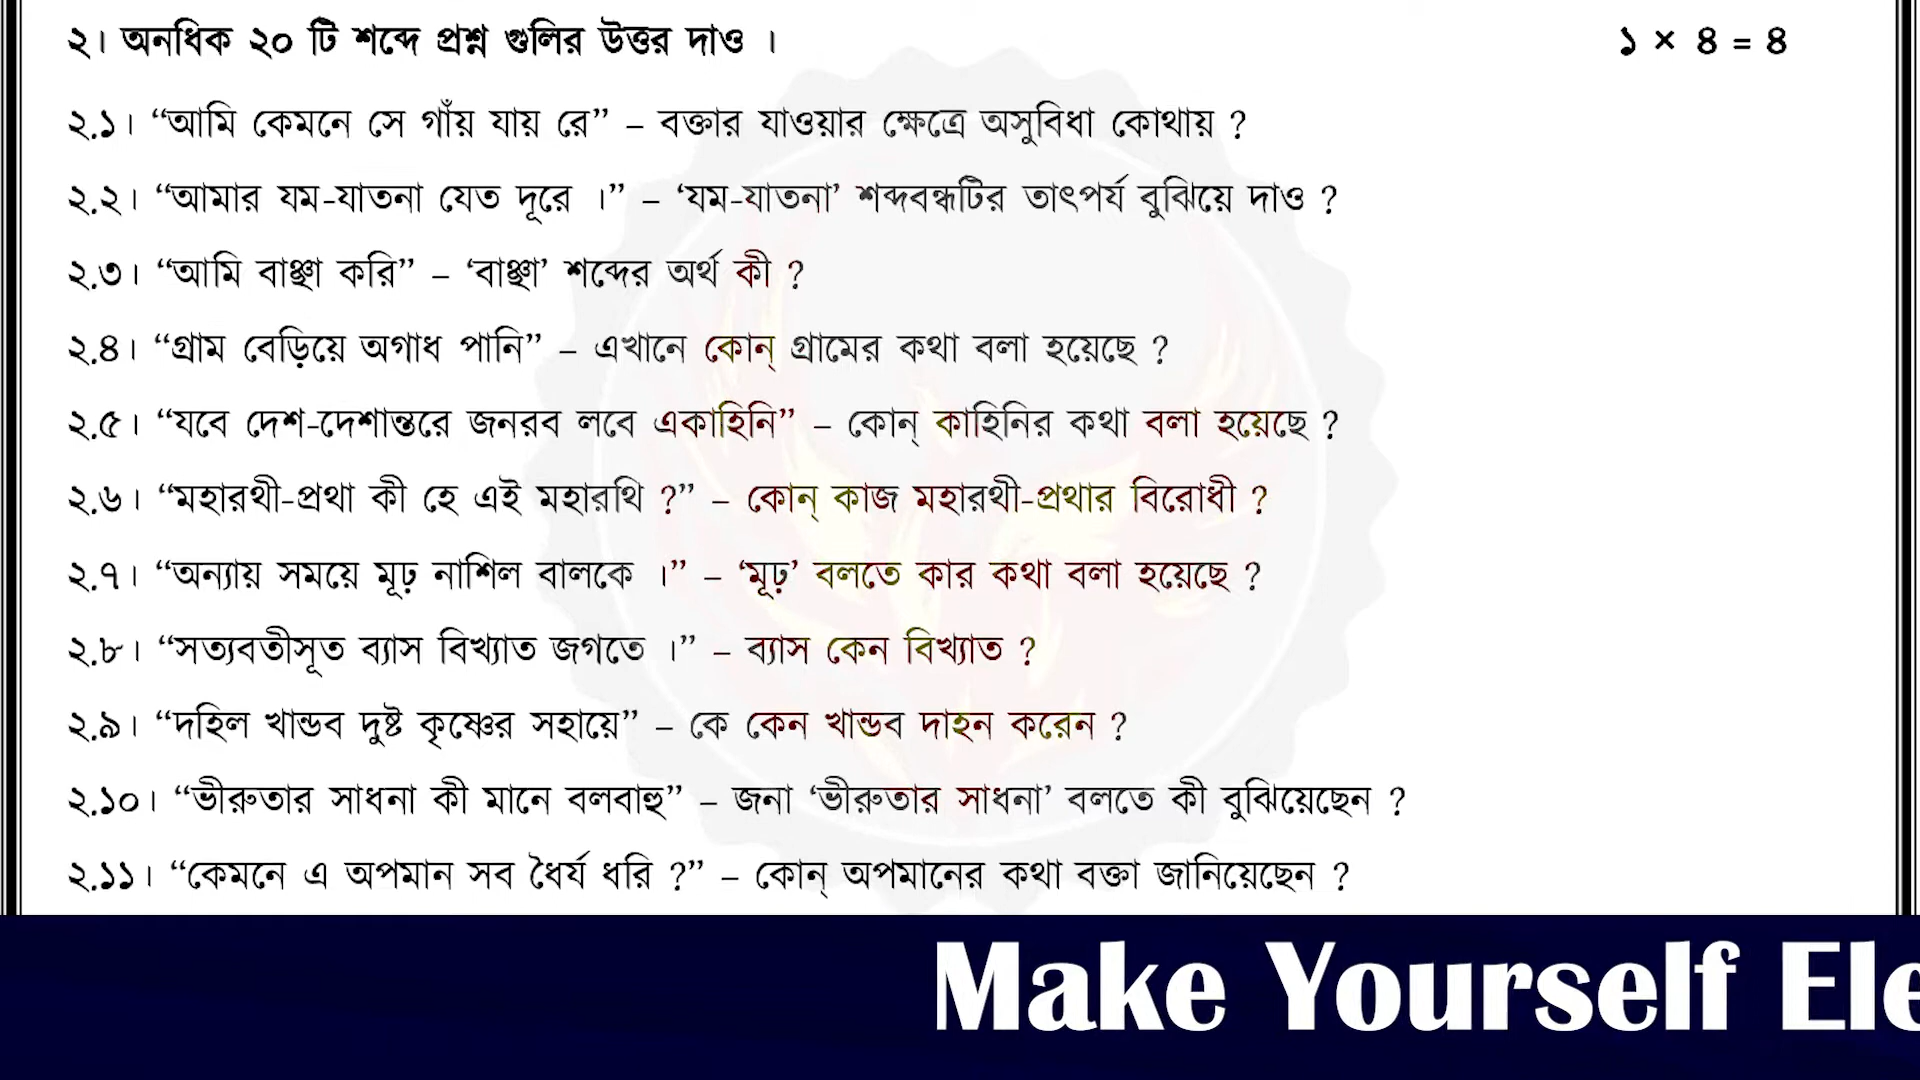 ২। অনধিক ২০ টি শব্দে প্রশ্ন গুলির উত্তর দাও । ১ × ৪ = ৪
২.১। “আমি কেমনে সে গাঁয় যায় রে” – বক্তার যাওয়ার ক্ষেত্রে অসুবিধা কোথায় ?
২.২। “আমার যম-যাতনা যেত দূরে ।” – ‘যম-যাতনা’ শব্দবন্ধটির তাৎপর্য বুঝিয়ে দাও ?
২.৩। “আমি বাঞ্ছা করি” – ‘বাঞ্ছা’ শব্দের অর্থ কী ?
২.৪। “গ্রাম বেড়িয়ে অগাধ পানি” – এখানে কোন্ গ্রামের কথা বলা হয়েছে ?
২.৫। “যবে দেশ-দেশান্তরে জনরব লবে একাহিনি” – কোন্ কাহিনির কথা বলা হয়েছে ?
২.৬। “মহারথী-প্রথা কী হে এই মহারথি ?” – কোন্ কাজ মহারথী-প্রথার বিরোধী ?
২.৭। “অন্যায় সময়ে মূঢ় নাশিল বালকে ।” – ‘মূঢ়’ বলতে কার কথা বলা হয়েছে ?
২.৮। “সত্যবতীসূত ব্যাস বিখ্যাত জগতে ।” – ব্যাস কেন বিখ্যাত ?
২.৯। “দহিল খান্ডব দুষ্ট কৃষ্ণের সহায়ে” – কে কেন খান্ডব দাহন করেন ?
২.১০। “ভীরুতার সাধনা কী মানে বলবাহু” – জনা ‘ভীরুতার সাধনা’ বলতে কী বুঝিয়েছেন ?
২.১১। “কেমনে এ অপমান সব ধৈর্য ধরি ?” – কোন্ অপমানের কথা বক্তা জানিয়েছেন ?
Make Yourself Ele